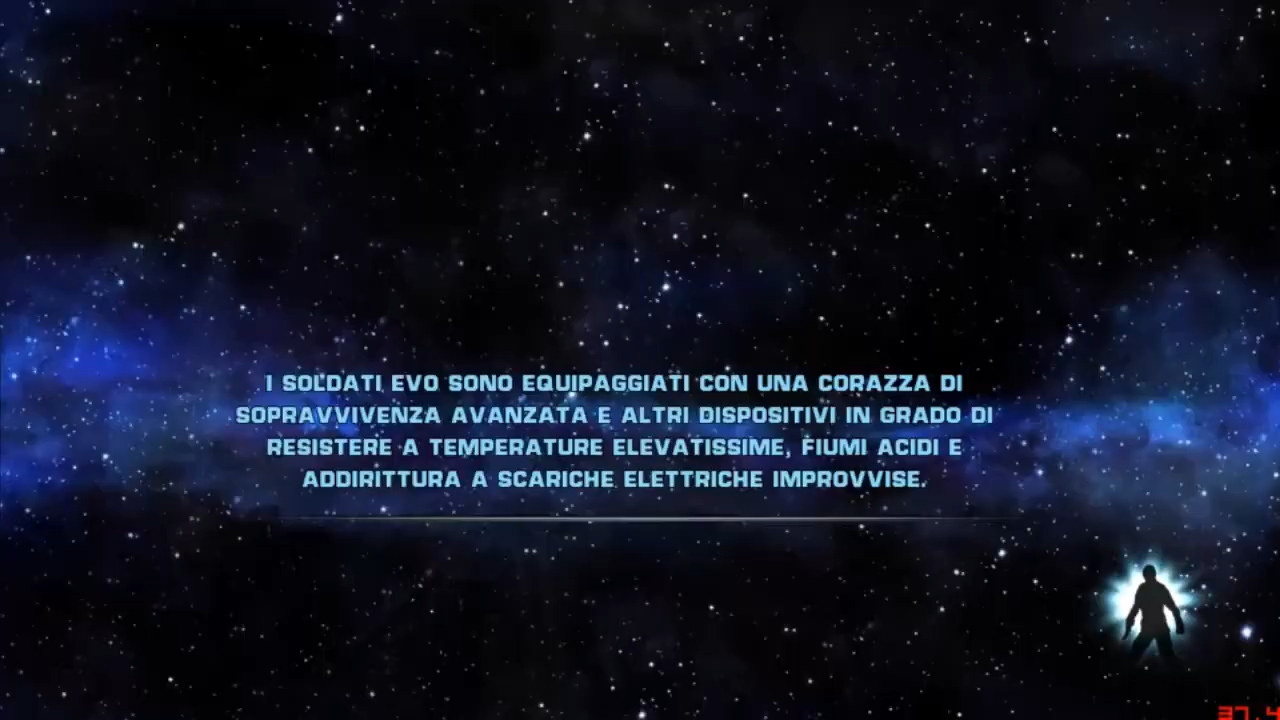 I SOLDATI EVO SONO EQUIPAGGIATI CON UNA CORAZZA DI
SOPRAVVIVENZA AVANZATA E ALTRI DISPOSITIVI IN GRADO DI
RESISTERE A TEMPERATURE ELEVATISSIME, FIUMI ACIDI E
ADDIRITTURA A SCARICHE ELETTRICHE IMPROVVISE.